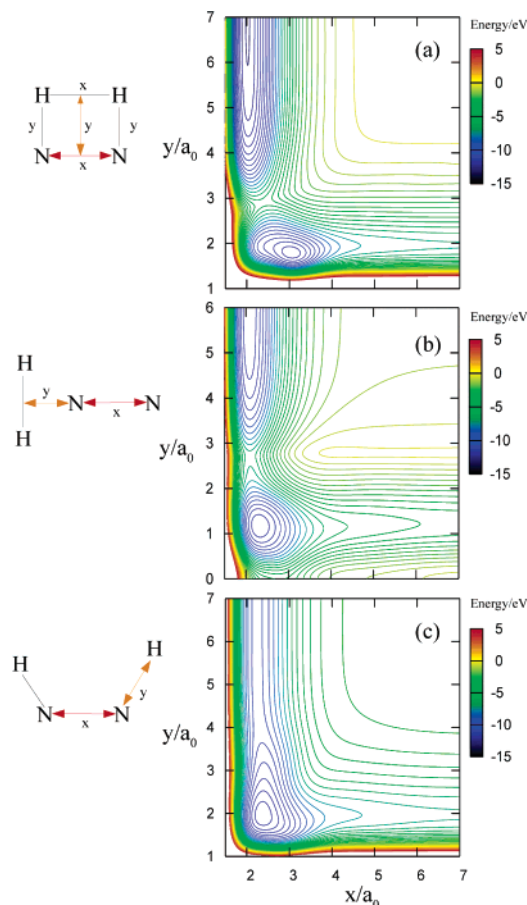 Energy/eV
7
6
5
4
3
2
1
y/a0
(a)
5
0
-5
-10
-15
x
H H
y y y
N N
x
Energy/eV
6
5
4
3
2
1
0
y/a0
(b)
5
0
-5
-10
-15
H
y N x N
H
Energy/eV
7
6
5
4
3
2
1
y/a0
(c)
5
0
-5
-10
-15
H H
y
N x N
2 3 4 5 6 7
x/a0